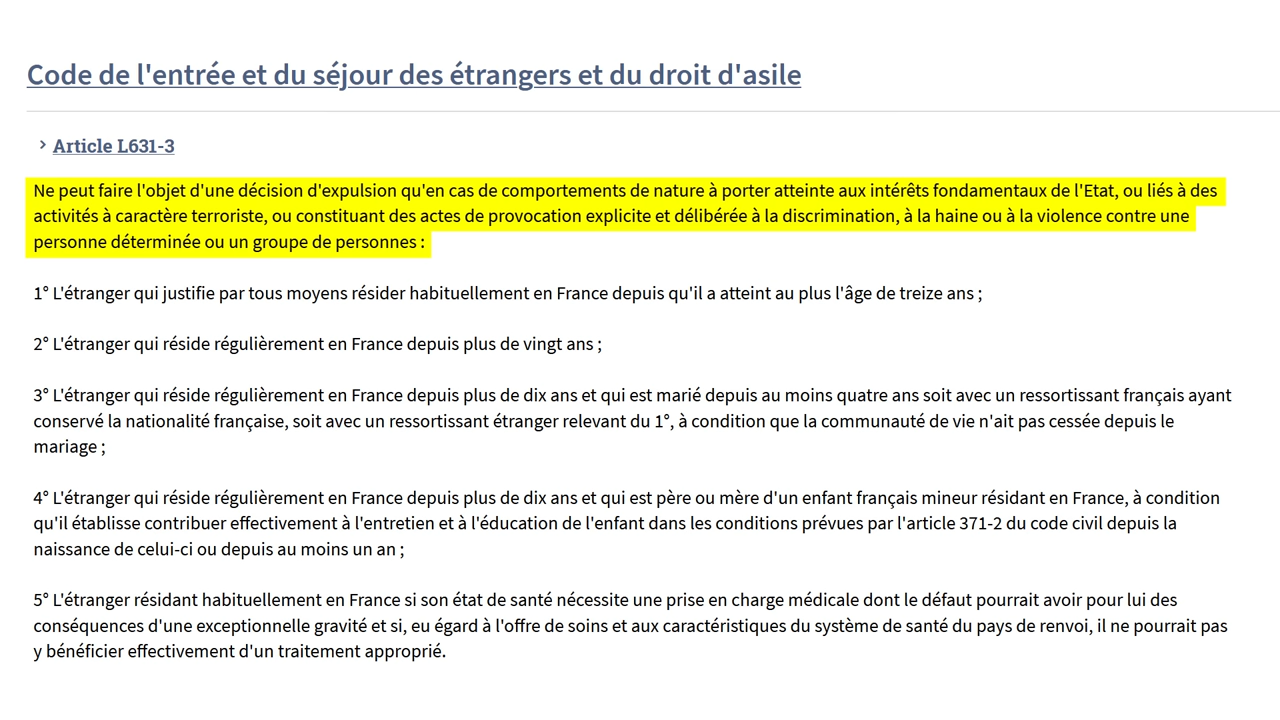 Code de l'entrée et du séjour des étrangers et du droit d'asile
Article L631-3
Ne peut faire l'objet d'une décision d'expulsion qu'en cas de comportements de nature à porter atteinte aux intérêts fondamentaux de l'Etat, ou liés à des
activités à caractère terroriste, ou constituant des actes de provocation explicite et délibérée à la discrimination, à la haine ou à la violence contre une
personne déterminée ou un groupe de personnes :
1° L'étranger qui justifie par tous moyens résider habituellement en France depuis qu'il a atteint au plus l'âge de treize ans ;
2° L'étranger qui réside régulièrement en France depuis plus de vingt ans ;
3° L'étranger qui réside régulièrement en France depuis plus de dix ans et qui est marié depuis au moins quatre ans soit avec un ressortissant français ayant
conservé la nationalité française, soit avec un ressortissant étranger relevant du 1°, à condition que la communauté de vie n'ait pas cessée depuis le
mariage ;
4° L'étranger qui réside régulièrement en France depuis plus de dix ans et qui est père ou mère d'un enfant français mineur résidant en France, à condition
qu'il établisse contribuer effectivement à l'entretien et à l'éducation de l'enfant dans les conditions prévues par l'article 371-2 du code civil depuis la
naissance de celui-ci ou depuis au moins un an ;
5° L'étranger résidant habituellement en France si son état de santé nécessite une prise en charge médicale dont le défaut pourrait avoir pour lui des
conséquences d'une exceptionnelle gravité et si, eu égard à l'offre de soins et aux caractéristiques du système de santé du pays de renvoi, il ne pourrait pas
y bénéficier effectivement d'un traitement approprié.